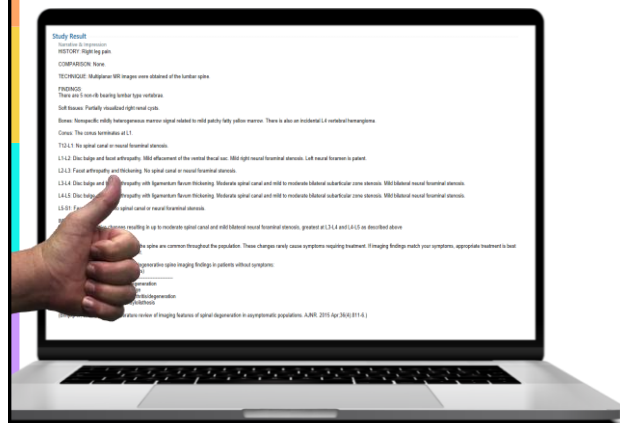 Study Result
Narrative & Impression
HISTORY: Right leg pain
COMPARISON: None.
TECHNIQUE: Multiplanar MR images were obtained of the lumbar spine.
FINDINGS:
There are 5 non-rib bearing lumbar type vertebrae.
Soft tissues: Partially visualized right renal cysts.
Bones: Nonspecific mildly heterogeneous marrow signal related to mild patchy fatty yellow marrow. There is also an incidental L4 vertebral hemangioma
Conus: The conus terminates at L1.
T12-L1: No spinal canal or neural foraminal stenosis.
L1-L2: Disc bulge and facet arthropathy. Mild effacement of the ventral thecal sac. Mild right neural foraminal stenosis. Left neural foramen is patent.
L2-L3: Facet arthropathy and thickening. No spinal canal or neural foraminal stenosis.
L3-L4: Disc bulge and arthropathy with ligamentum flavum thickening. Moderate spinal canal and mild to moderate bilateral subarticular zone stenosis. Mild bilateral neural foraminal stenosis.
L4-L5: Disc bulge arthropathy with ligamentum flavum thickening. Moderate spinal canal and mild to moderate bilateral subarticular zone stenosis. Mild bilateral neural foraminal stenosis.
L5-S1: spinal canal or neural foraminal stenosis.
changes resulting in up to moderate spinal canal and mild bilateral neural foraminal stenosis, greatest at L3-L4 and L4-L5 as described above
the spine are common throughout the population. These changes rarely cause symptoms requiring treatment. If imaging findings match your symptoms, appropriate treatment is best
degenerative spine imaging findings in patients without symptoms:
degeneration
literature review of imaging features of spinal degeneration in asymptomatic populations. AJNR. 2015 Apr;36(4):811-6.)